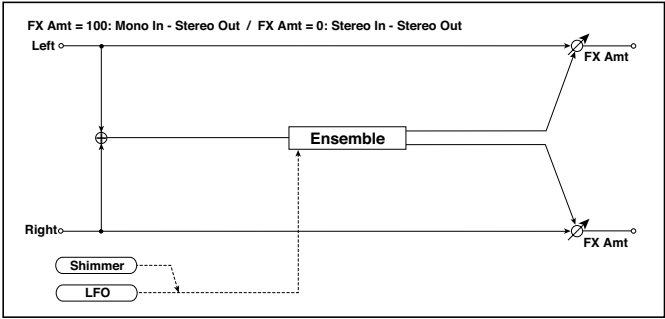 FX Amt = 100: Mono In - Stereo Out / FX Amt = 0: Stereo In - Stereo Out
Left
FX Amt
Ensemble
Right
FX Amt
Shimmer
LFO